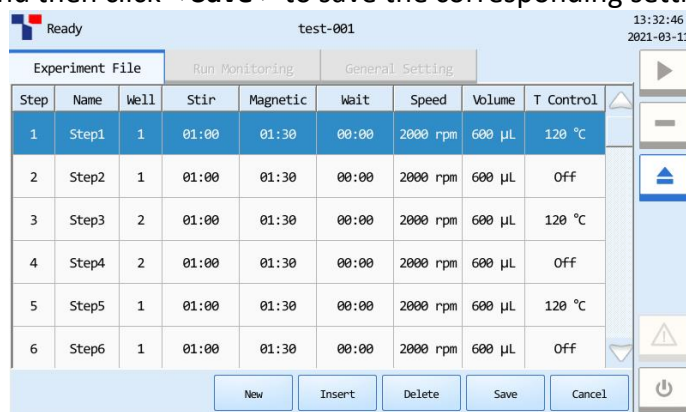 and then click "Save" to save the corresponding setti
Ready test-001 13:32:46
2021-03-11
Experiment File Run Monitoring General Setting
Step Name Well Stir Magnetic Wait Speed Volume T Control
1 Step1 1 01:00 01:30 00:00 2000 rpm 600 µL 120 °C
2 Step2 1 01:00 01:30 00:00 2000 rpm 600 µL Off
3 Step3 2 01:00 01:30 00:00 2000 rpm 600 µL 120 °C
4 Step4 2 01:00 01:30 00:00 2000 rpm 600 µL Off
5 Step5 1 01:00 01:30 00:00 2000 rpm 600 µL 120 °C
6 Step6 1 01:00 01:30 00:00 2000 rpm 600 µL Off
New Insert Delete Save Cancel